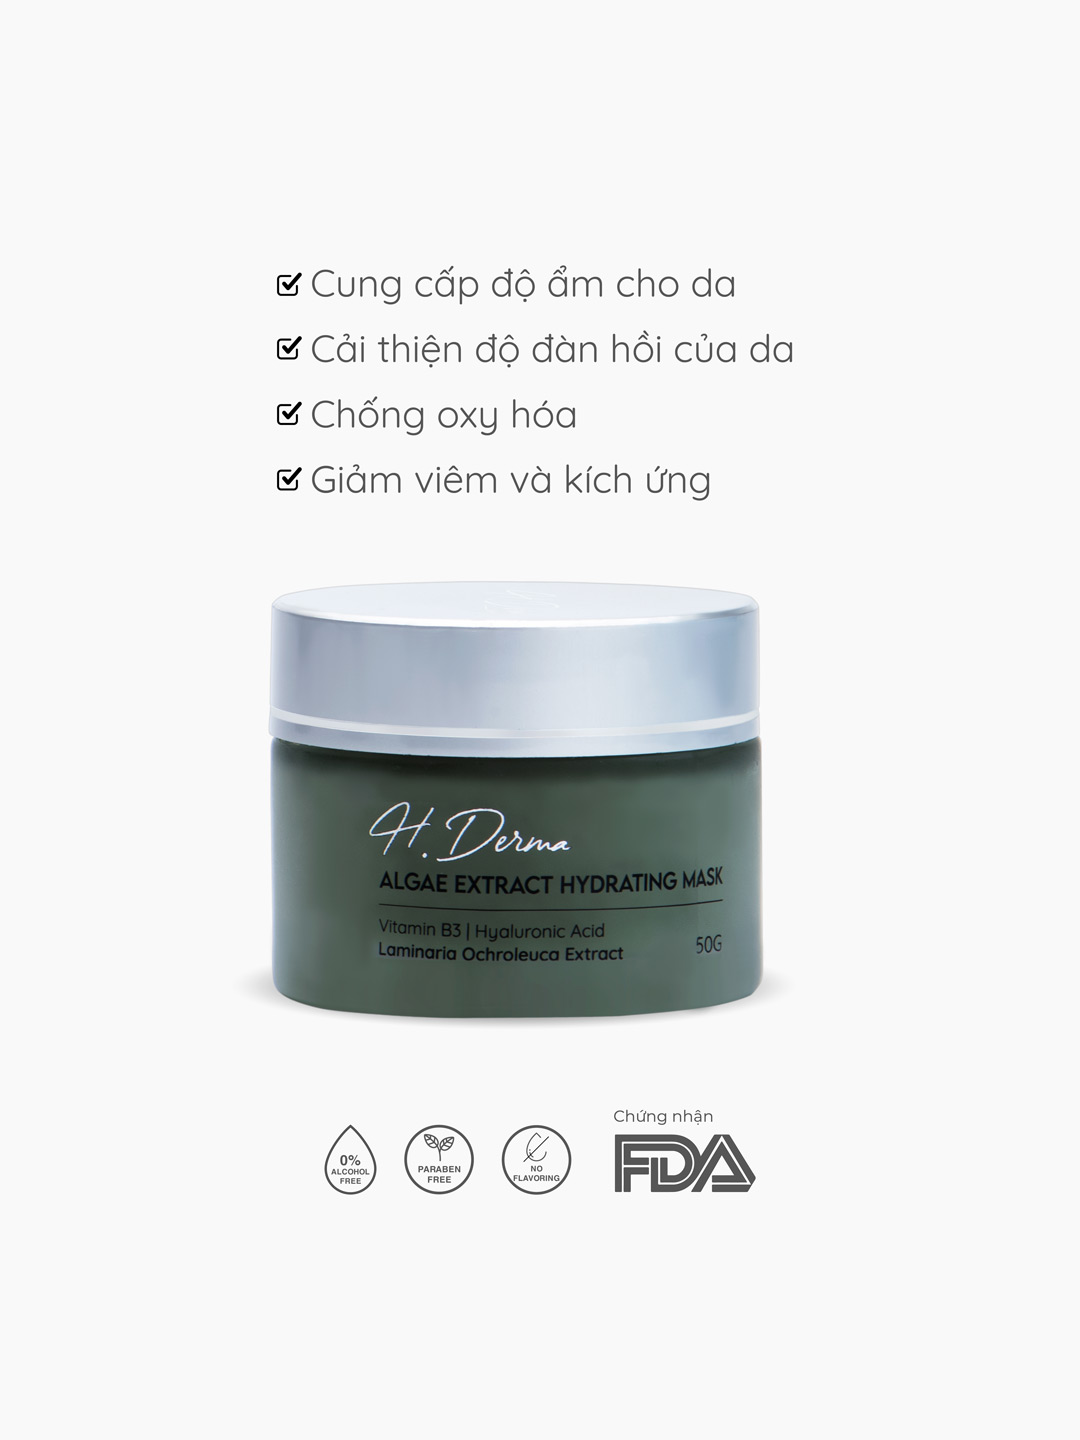 Cung cấp độ ẩm cho da
Cải thiện độ đàn hồi của da
Chống oxy hóa
Giảm viêm và kích ứng
H. Derma
ALGAE EXTRACT HYDRATING MASK
Vitamin B3 | Hyaluronic Acid
Laminaria Ochroleuca Extract
50G
0%
ALCOHOL
FREE
PARABEN
FREE
NO
FLAVORING
Chứng nhận
FDA